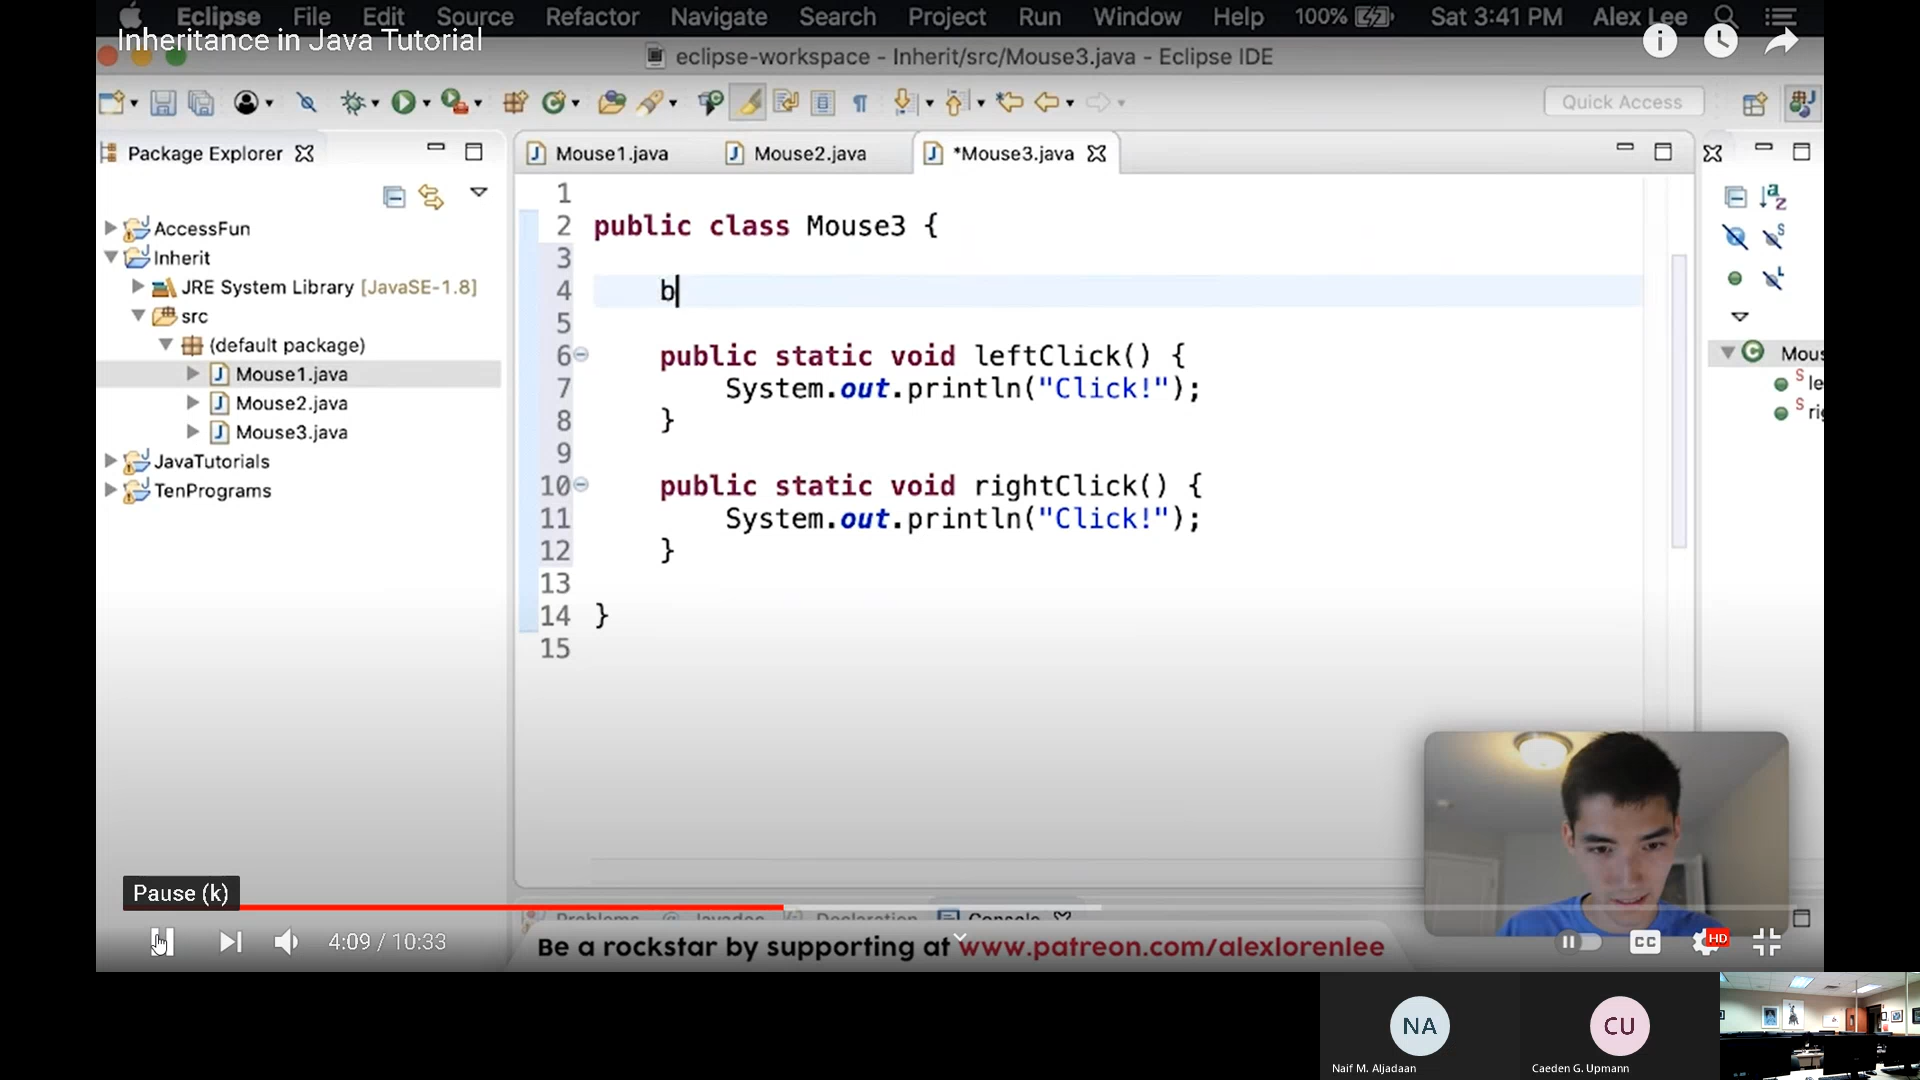 Eclipse File Edit Source Refactor Navigate Search Project Run Window Help 100% Sat 3:41 PM Alex Lee
Inheritance in Java Tutorial
eclipse-workspace - Inherit/src/Mouse3.java - Eclipse IDE
Quick Access
Package Explorer
Mouse1.java
Mouse2.java
*Mouse3.java
AccessFun
Inherit
JRE System Library [JavaSE-1.8]
src
(default package)
Mouse1.java
Mouse2.java
Mouse3.java
JavaTutorials
TenPrograms
1
2 public class Mouse3 {
3
4 b
5
6 public static void leftClick() {
7 System.out.println("Click!");
8 }
9
10 public static void rightClick() {
11 System.out.println("Click!");
12 }
13
14 }
15
Mou
le
ri
Problems Javadoc Declaration Console
Pause (k)
4:09 / 10:33
Be a rockstar by supporting at www.patreon.com/alexlorenlee
CC
HD
NA
CU
Naif M. Aljadaan
Caeden G. Upmann